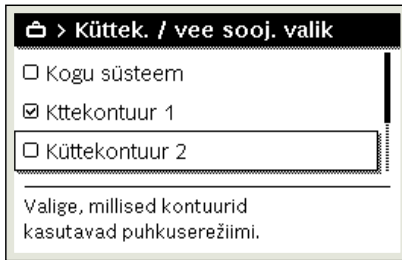 > Küttek. / vee sooj. valik
Kogu süsteem
Kttekontuur 1
Küttekontuur 2
Valige, millised kontuurid
kasutavad puhkuserežiimi.